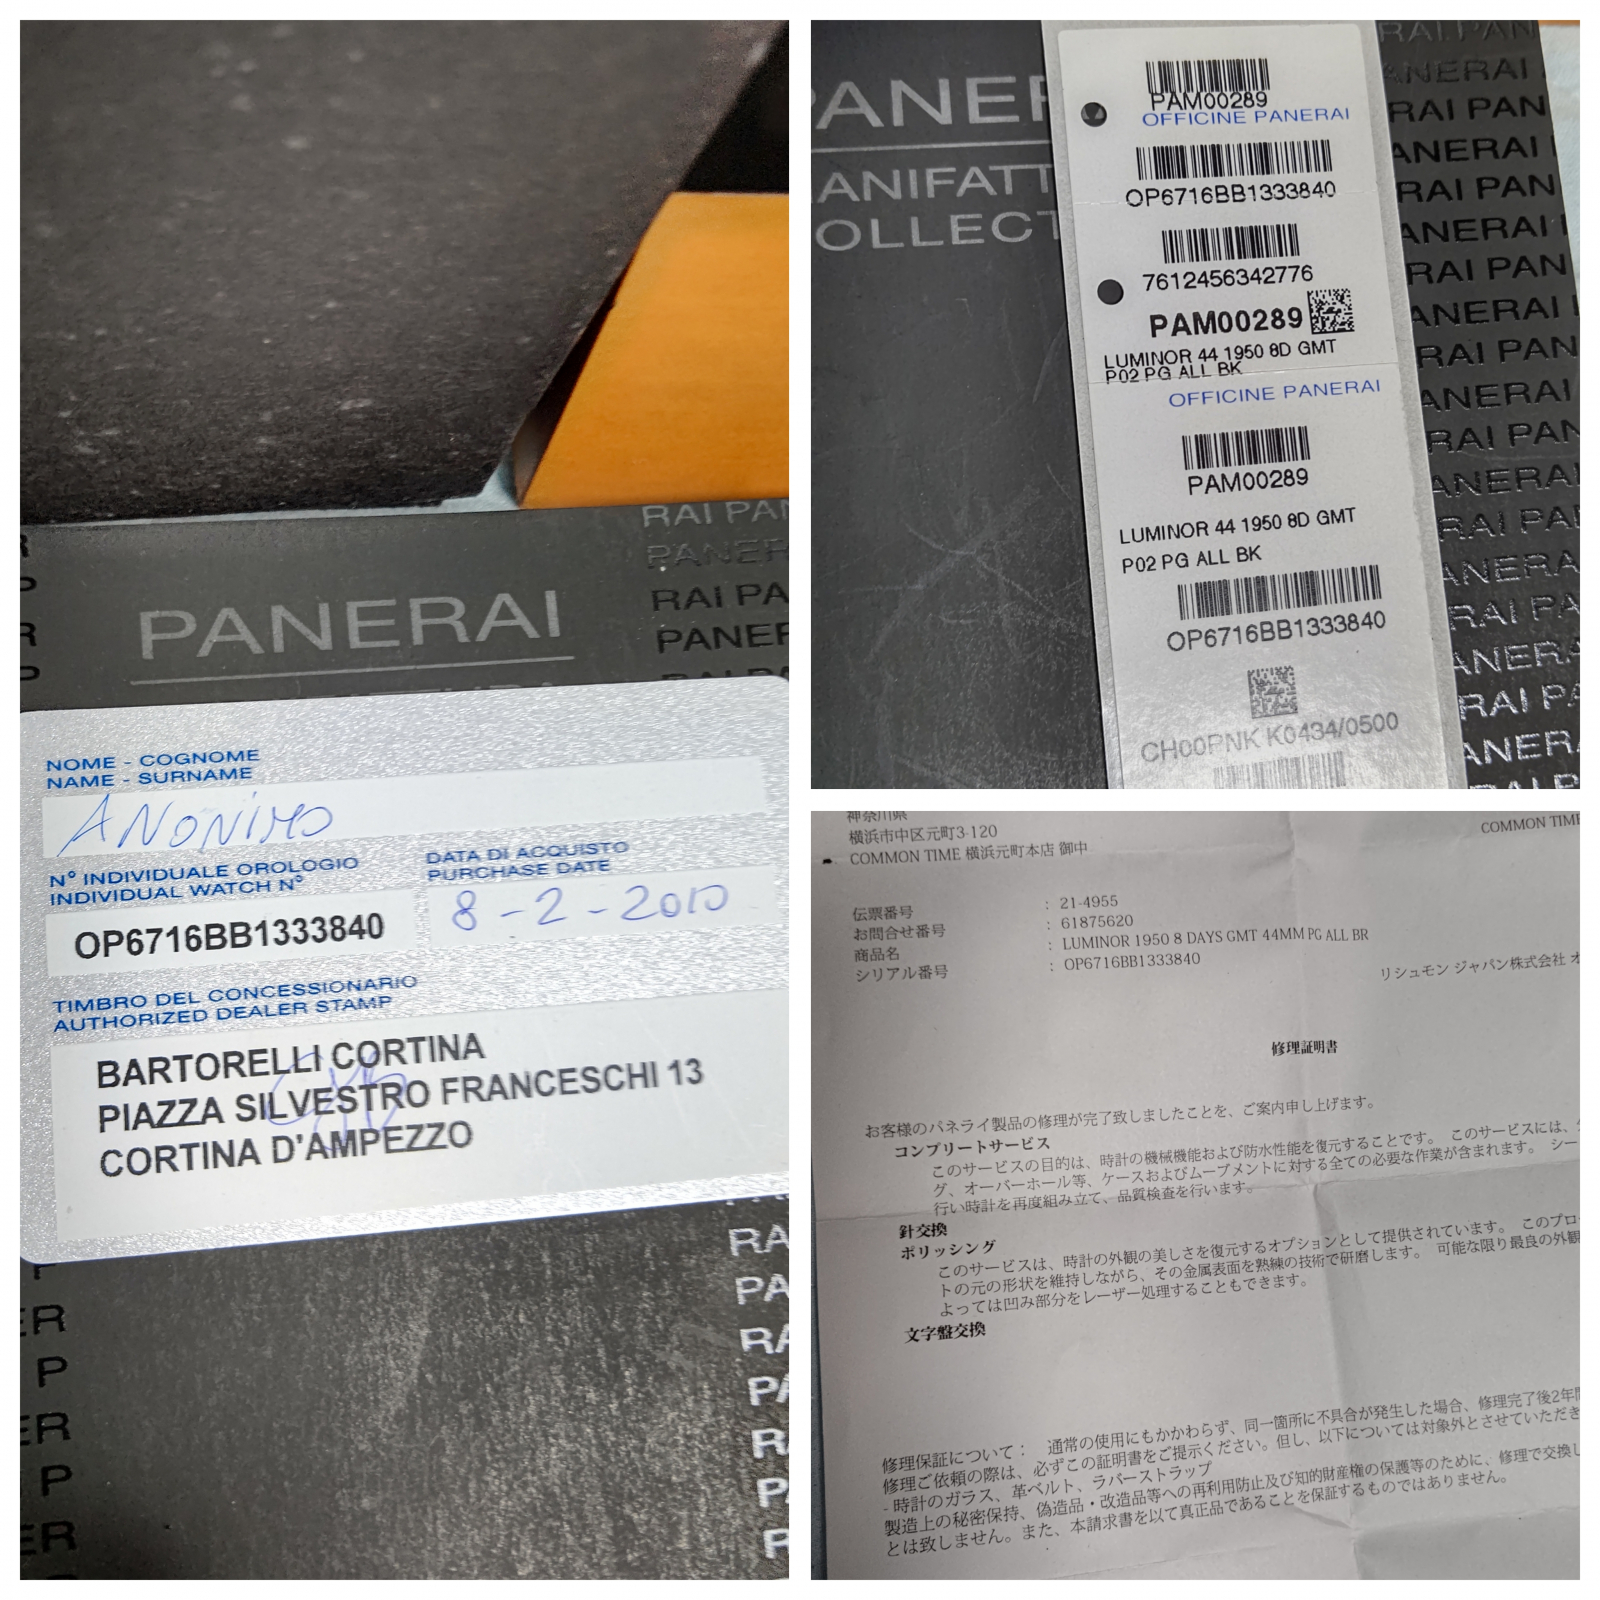 PANERAI
NOME - COGNOME
NAME - SURNAME
ANONIMO
N° INDIVIDUALE OROLOGIO
INDIVIDUAL WATCH N°
OP6716BB1333840
DATA DI ACQUISTO
PURCHASE DATE
8-2-2010
TIMBRO DEL CONCESSIONARIO
AUTHORIZED DEALER STAMP
BARTORELLI CORTINA
PIAZZA SILVESTRO FRANCESCHI 13
CORTINA D'AMPEZZO
PAM00289
OFFICINE PANERAI
OP6716BB1333840
7612456342776
PAM00289
LUMINOR 44 1950 8D GMT
P02 PG ALL BK
OFFICINE PANERAI
PAM00289
LUMINOR 44 1950 8D GMT
P02 PG ALL BK
OP6716BB1333840
CH00PNK K0434/0500
神奈川県
横浜市中区元町3-120
COMMON TIME 横浜元町本店 御中
COMMON TIME
伝票番号 : 21-4955
お問合せ番号 : 61875620
商品名 : LUMINOR 1950 8 DAYS GMT 44MM PG ALL BR
シリアル番号 : OP6716BB1333840
リシュモン ジャパン株式会社 オ
修理証明書
お客様のパネライ製品の修理が完了致しましたことを、ご案内申し上げます。
コンプリートサービス
このサービスの目的は、時計の機械機能および防水性能を復元することです。 このサービスには、
グ、オーバーホール等、ケースおよびムーブメントに対する全ての必要な作業が含まれます。 シー
行い時計を再度組み立て、品質検査を行います。
針交換
ポリッシング
このサービスは、時計の外観の美しさを復元するオプションとして提供されています。 このプロ
トの元の形状を維持しながら、その金属表面を熟練の技術で研磨します。 可能な限り最良の外観
よっては凹み部分をレーザー処理することもできます。
文字盤交換
修理保証について： 通常の使用にもかかわらず、同一箇所に不具合が発生した場合、修理完了後2年間
修理ご依頼の際は、必ずこの証明書をご提示ください。但し、以下については対象外とさせていただき
- 時計のガラス、革ベルト、ラバーストラップ
製造上の秘密保持、偽造品・改造品等への再利用防止及び知的財産権の保護等のために、修理で交換し
とは致しません。また、本請求書を以て真正品であることを保証するものではありません。